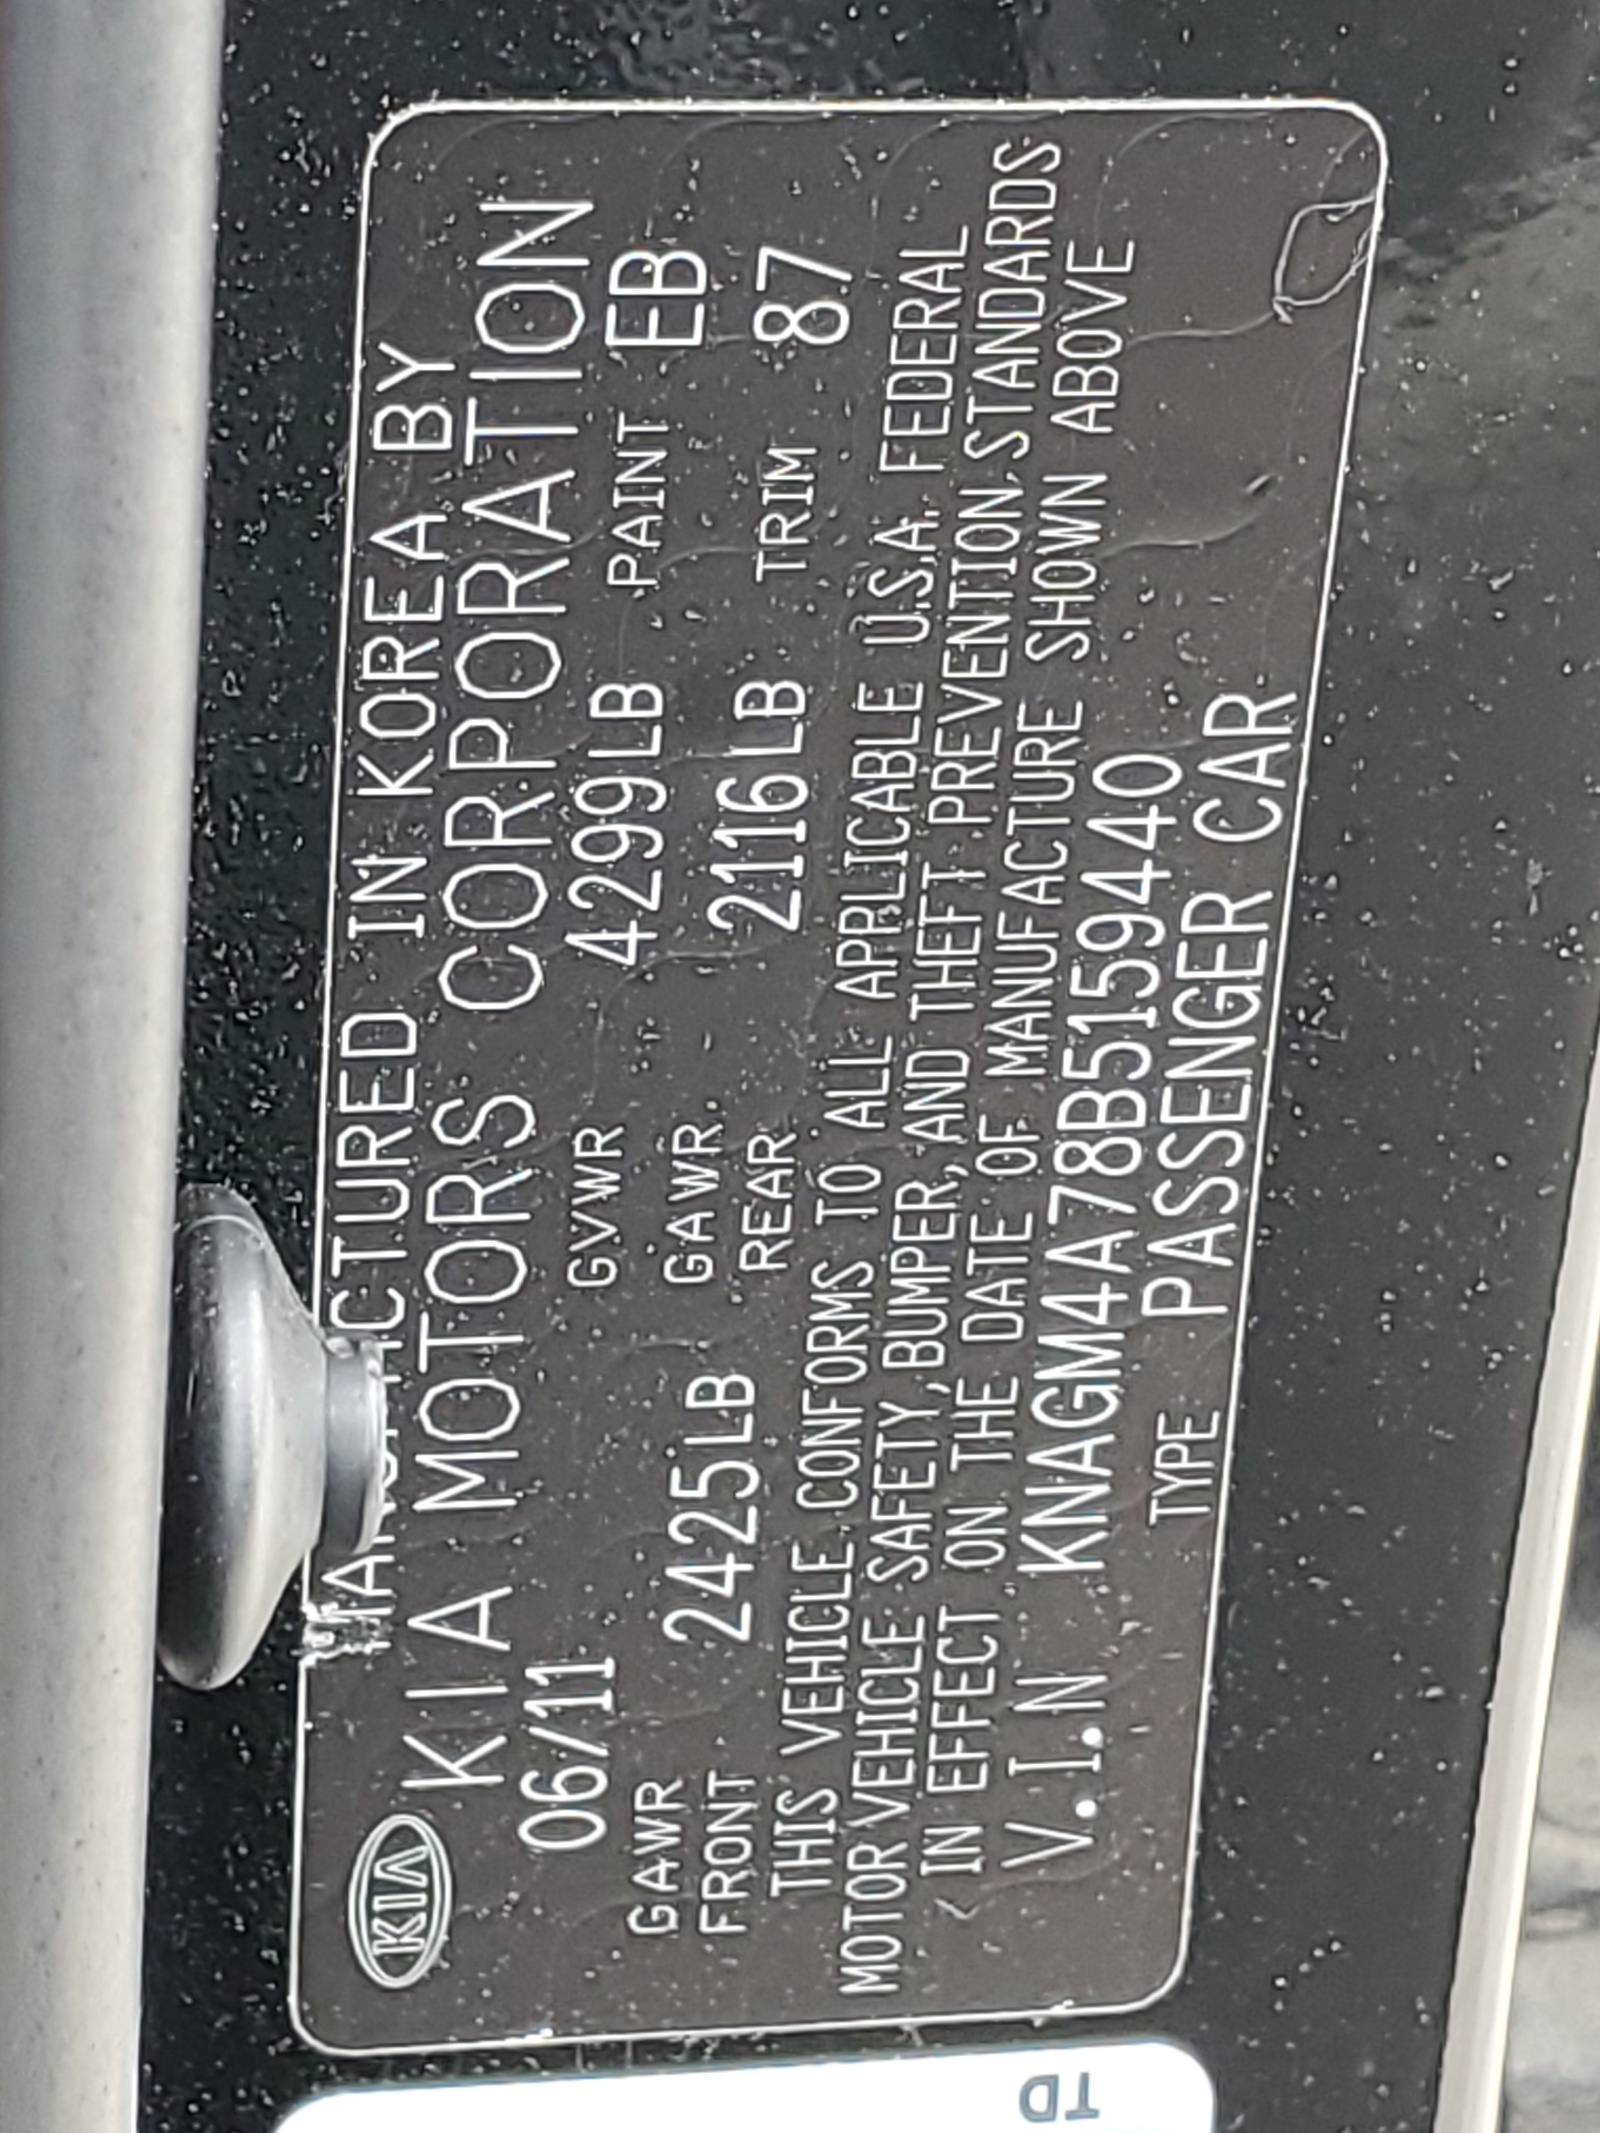 KIA MANUFACTURED IN KOREA BY
KIA MOTORS CORPORATION
06/11 GVWR 4299LB PAINT EB
GAWR FRONT 2425LB GAWR. REAR 2116LB TRIM 87
THIS VEHICLE CONFORMS TO ALL APPLICABLE U.S.A. FEDERAL
MOTOR VEHICLE SAFETY, BUMPER, AND THEFT PREVENTION STANDARDS
IN EFFECT ON THE DATE OF MANUFACTURE SHOWN ABOVE
V.I.N KNAGM4A78B5159440
TYPE PASSENGER CAR
TD